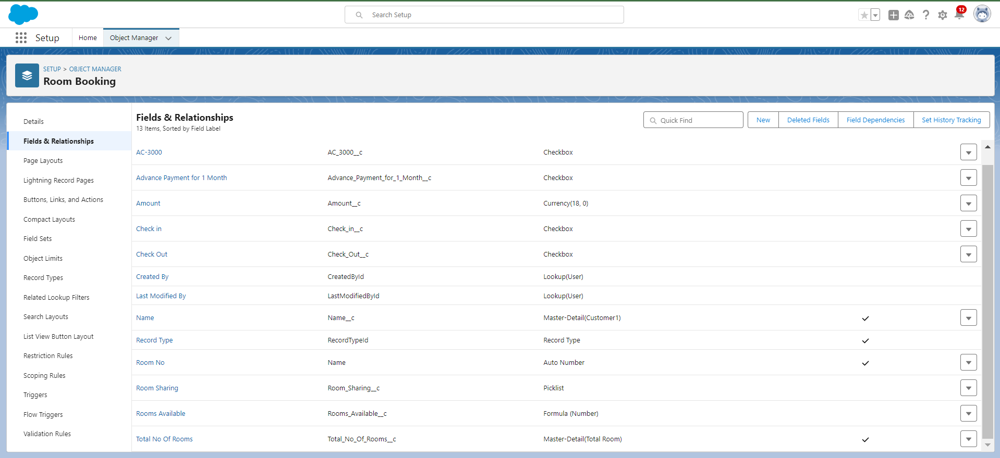 Search Setup
12
Setup
Home
Object Manager
SETUP > OBJECT MANAGER
Room Booking
Details
Fields & Relationships
Page Layouts
Lightning Record Pages
Buttons, Links, and Actions
Compact Layouts
Field Sets
Object Limits
Record Types
Related Lookup Filters
Search Layouts
List View Button Layout
Restriction Rules
Scoping Rules
Triggers
Flow Triggers
Validation Rules
Fields & Relationships
13 Items, Sorted by Field Label
Quick Find
New
Deleted Fields
Field Dependencies
Set History Tracking
AC-3000 AC_3000__c Checkbox
Advance Payment for 1 Month Advance_Payment_for_1_Month__c Checkbox
Amount Amount__c Currency(18, 0)
Check in Check_in__c Checkbox
Check Out Check_Out__c Checkbox
Created By CreatedById Lookup(User)
Last Modified By LastModifiedById Lookup(User)
Name Name__c Master-Detail(Customer1)
Record Type RecordTypeId Record Type
Room No Name Auto Number
Room Sharing Room_Sharing__c Picklist
Rooms Available Rooms_Available__c Formula (Number)
Total No Of Rooms Total_No_Of_Rooms__c Master-Detail(Total Room)